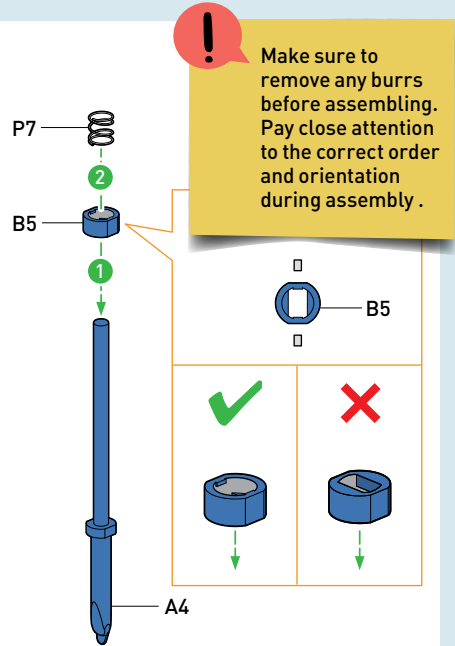 !
Make sure to
remove any burrs
before assembling.
Pay close attention
to the correct order
and orientation
during assembly .
P7
2
B5
1
B5
A4